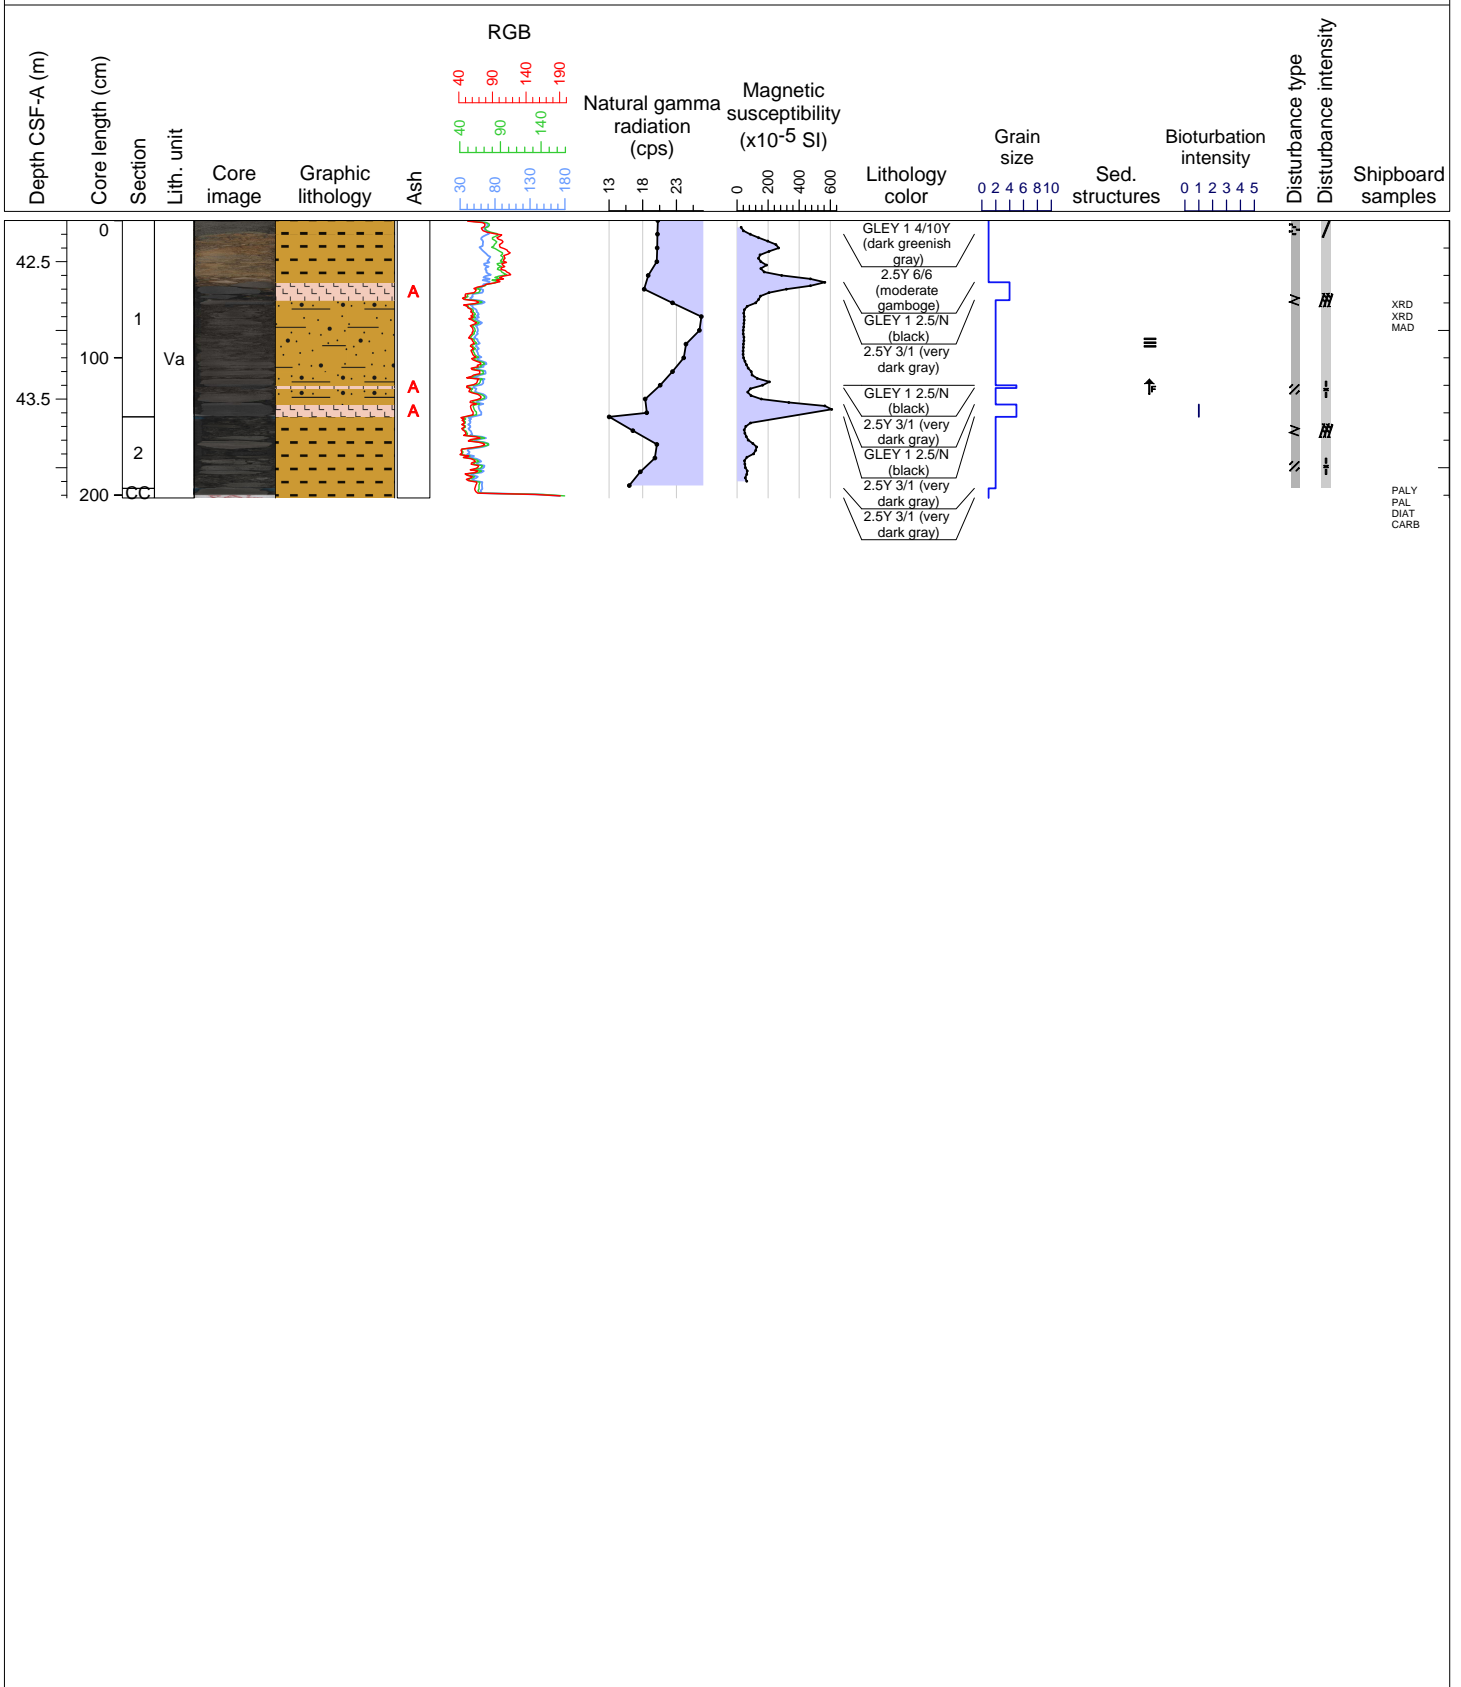 Depth CSF-A (m)
Core length (cm)
Section
Lith. unit
Core
image
Graphic
lithology
Ash
RGB
40 90 140 190
40 90 140
30 80 130 180
Natural gamma
radiation
(cps)
13 18 23
Magnetic
susceptibility
(x10-5 SI)
0 200 400 600
Lithology
color
Grain
size
0 2 4 6 8 10
Sed.
structures
Bioturbation
intensity
0 1 2 3 4 5
Disturbance type
Disturbance intensity
Shipboard
samples
42.5
43.5
0
100
200
1
2
CC
Va
A
A
A
GLEY 1 4/10Y
(dark greenish
gray)
2.5Y 6/6
(moderate
gamboge)
GLEY 1 2.5/N
(black)
2.5Y 3/1 (very
dark gray)
GLEY 1 2.5/N
(black)
2.5Y 3/1 (very
dark gray)
GLEY 1 2.5/N
(black)
2.5Y 3/1 (very
dark gray)
2.5Y 3/1 (very
dark gray)
F
XRD
XRD
MAD
PALY
PAL
DIAT
CARB